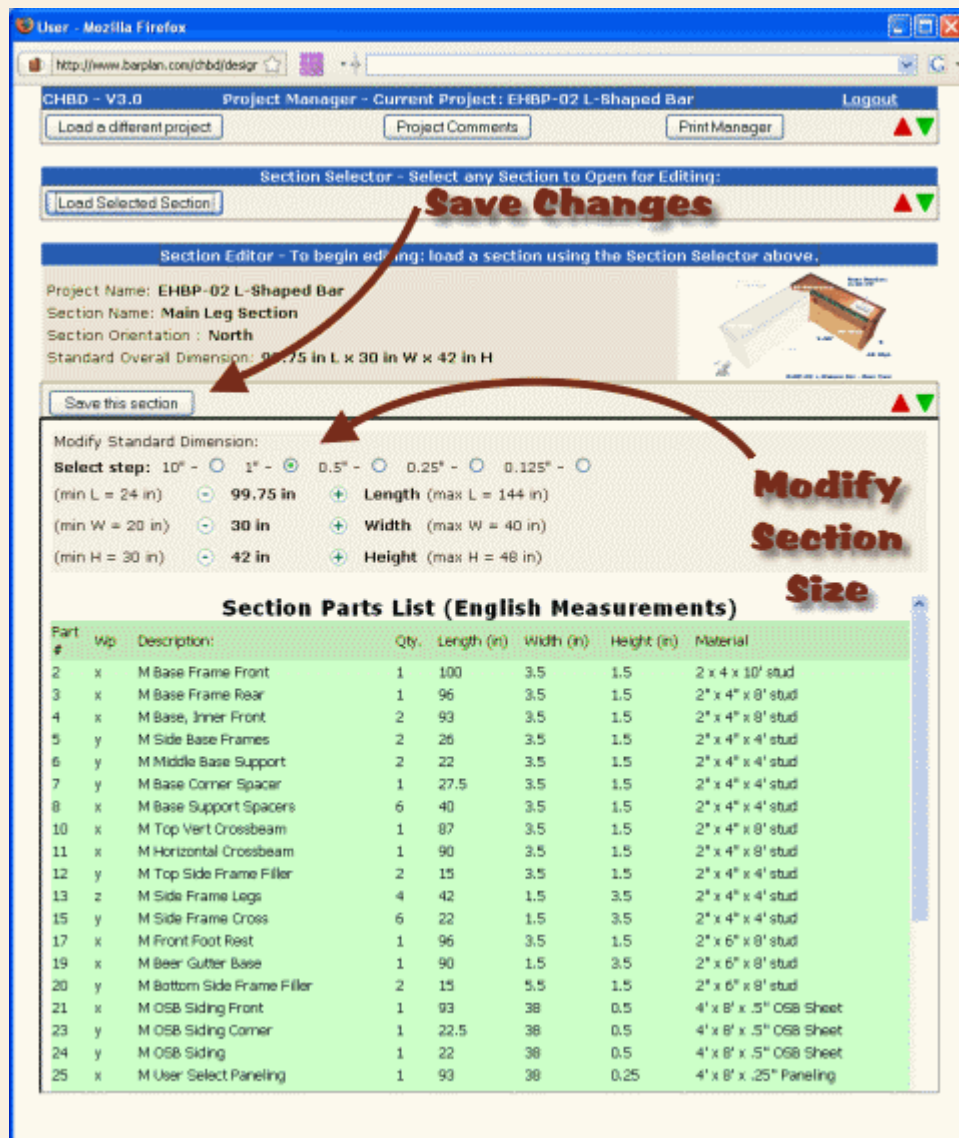 User - Mozilla Firefox
http://www.barplan.com/chbd/desigr
CHBD - V3.0 Project Manager - Current Project: EHBP-02 L-Shaped Bar Logout
Load a different project Project Comments Print Manager
Section Selector - Select any Section to Open for Editing:
Load Selected Section
Save Changes
Section Editor - To begin editing: load a section using the Section Selector above.
Project Name: EHBP-02 L-Shaped Bar
Section Name: Main Leg Section
Section Orientation : North
Standard Overall Dimension: 99.75 in L x 30 in W x 42 in H
Save this section
Modify Standard Dimension:
Select step: 10" - 1" - 0.5" - 0.25" - 0.125" -
(min L = 24 in) - 99.75 in + Length (max L = 144 in)
(min W = 20 in) - 30 in + Width (max W = 40 in)
(min H = 30 in) - 42 in + Height (max H = 48 in)
Modify
Section
Size
Section Parts List (English Measurements)
Part # Wp Description: Qty. Length (in) Width (in) Height (in) Material
2 x M Base Frame Front 1 100 3.5 1.5 2 x 4 x 10' stud
3 x M Base Frame Rear 1 96 3.5 1.5 2" x 4" x 8' stud
4 x M Base, Inner Front 2 93 3.5 1.5 2" x 4" x 8' stud
5 y M Side Base Frames 2 26 3.5 1.5 2" x 4" x 4' stud
6 y M Middle Base Support 2 22 3.5 1.5 2" x 4" x 4' stud
7 y M Base Corner Spacer 1 27.5 3.5 1.5 2" x 4" x 4' stud
8 x M Base Support Spacers 6 40 3.5 1.5 2" x 4" x 4' stud
10 x M Top Vert Crossbeam 1 87 3.5 1.5 2" x 4" x 8' stud
11 x M Horizontal Crossbeam 1 90 3.5 1.5 2" x 4" x 8' stud
12 y M Top Side Frame Filler 2 15 3.5 1.5 2" x 4" x 4' stud
13 z M Side Frame Legs 4 42 1.5 3.5 2" x 4" x 4' stud
15 y M Side Frame Cross 6 22 1.5 3.5 2" x 4" x 4' stud
17 x M Front Foot Rest 1 96 3.5 1.5 2" x 6" x 8' stud
19 x M Beer Gutter Base 1 90 1.5 3.5 2" x 6" x 8' stud
20 y M Bottom Side Frame Filler 2 15 5.5 1.5 2" x 6" x 8' stud
21 x M OSB Siding Front 1 93 38 0.5 4' x 8' x .5" OSB Sheet
23 y M OSB Siding Corner 1 22.5 38 0.5 4' x 8' x .5" OSB Sheet
24 y M OSB Siding 1 22 38 0.5 4' x 8' x .5" OSB Sheet
25 x M User Select Paneling 1 93 38 0.25 4' x 8' x .25" Paneling